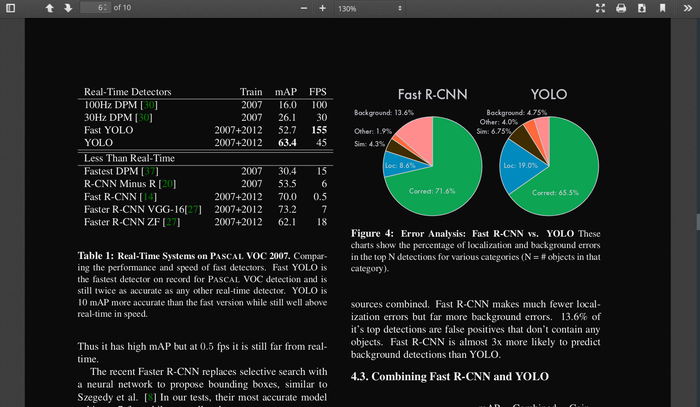 6 of 10
130%
Real-Time Detectors Train mAP FPS
100Hz DPM [30] 2007 16.0 100
30Hz DPM [30] 2007 26.1 30
Fast YOLO 2007+2012 52.7 155
YOLO 2007+2012 63.4 45
Less Than Real-Time
Fastest DPM [37] 2007 30.4 15
R-CNN Minus R [20] 2007 53.5 6
Fast R-CNN [14] 2007+2012 70.0 0.5
Faster R-CNN VGG-16[27] 2007+2012 73.2 7
Faster R-CNN ZF [27] 2007+2012 62.1 18
Table 1: Real-Time Systems on PASCAL VOC 2007. Compar-
ing the performance and speed of fast detectors. Fast YOLO is
the fastest detector on record for PASCAL VOC detection and is
still twice as accurate as any other real-time detector. YOLO is
10 mAP more accurate than the fast version while still well above
real-time in speed.
Thus it has high mAP but at 0.5 fps it is still far from real-
time.
The recent Faster R-CNN replaces selective search with
a neural network to propose bounding boxes, similar to
Szegedy et al. [8] In our tests, their most accurate model
Fast R-CNN
Background: 13.6%
Other: 1.9%
Sim: 4.3%
Loc: 8.6%
Correct: 71.6%
YOLO
Background: 4.75%
Other: 4.0%
Sim: 6.75%
Loc: 19.0%
Correct: 65.5%
Figure 4: Error Analysis: Fast R-CNN vs. YOLO These
charts show the percentage of localization and background errors
in the top N detections for various categories (N = # objects in that
category).
sources combined. Fast R-CNN makes much fewer local-
ization errors but far more background errors. 13.6% of
it's top detections are false positives that don't contain any
objects. Fast R-CNN is almost 3x more likely to predict
background detections than YOLO.
4.3. Combining Fast R-CNN and YOLO
mAP Combined Gain